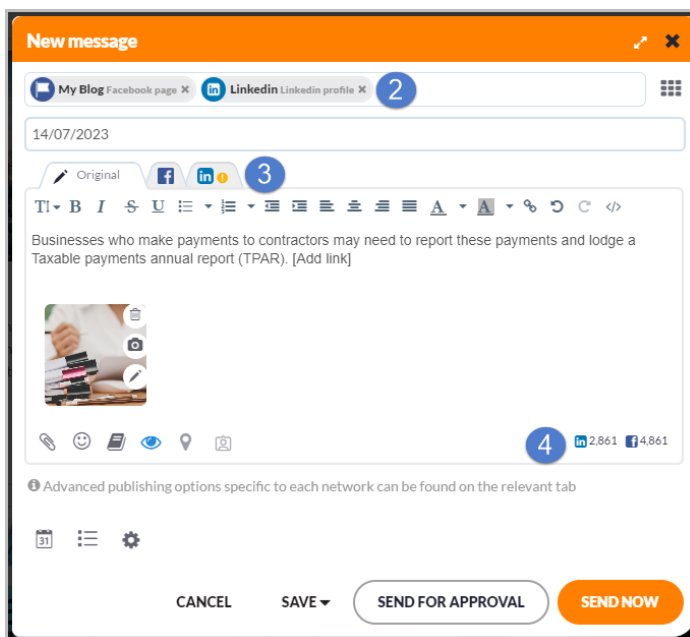 New message
My Blog Facebook page × Linkedin Linkedin profile × 2
14/07/2023
Original 3
B I S U A A
Businesses who make payments to contractors may need to report these payments and lodge a
Taxable payments annual report (TPAR). [Add link]
4 in 2,861 f 4,861
Advanced publishing options specific to each network can be found on the relevant tab
31
CANCEL SAVE SEND FOR APPROVAL SEND NOW